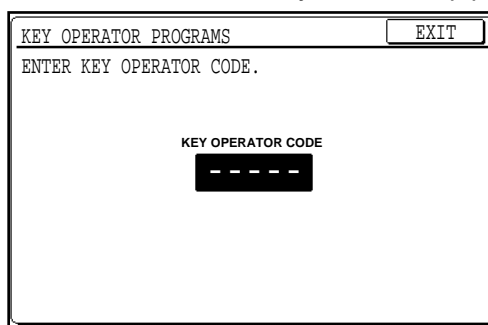 KEY OPERATOR PROGRAMS EXIT
ENTER KEY OPERATOR CODE.
KEY OPERATOR CODE
– – – – –